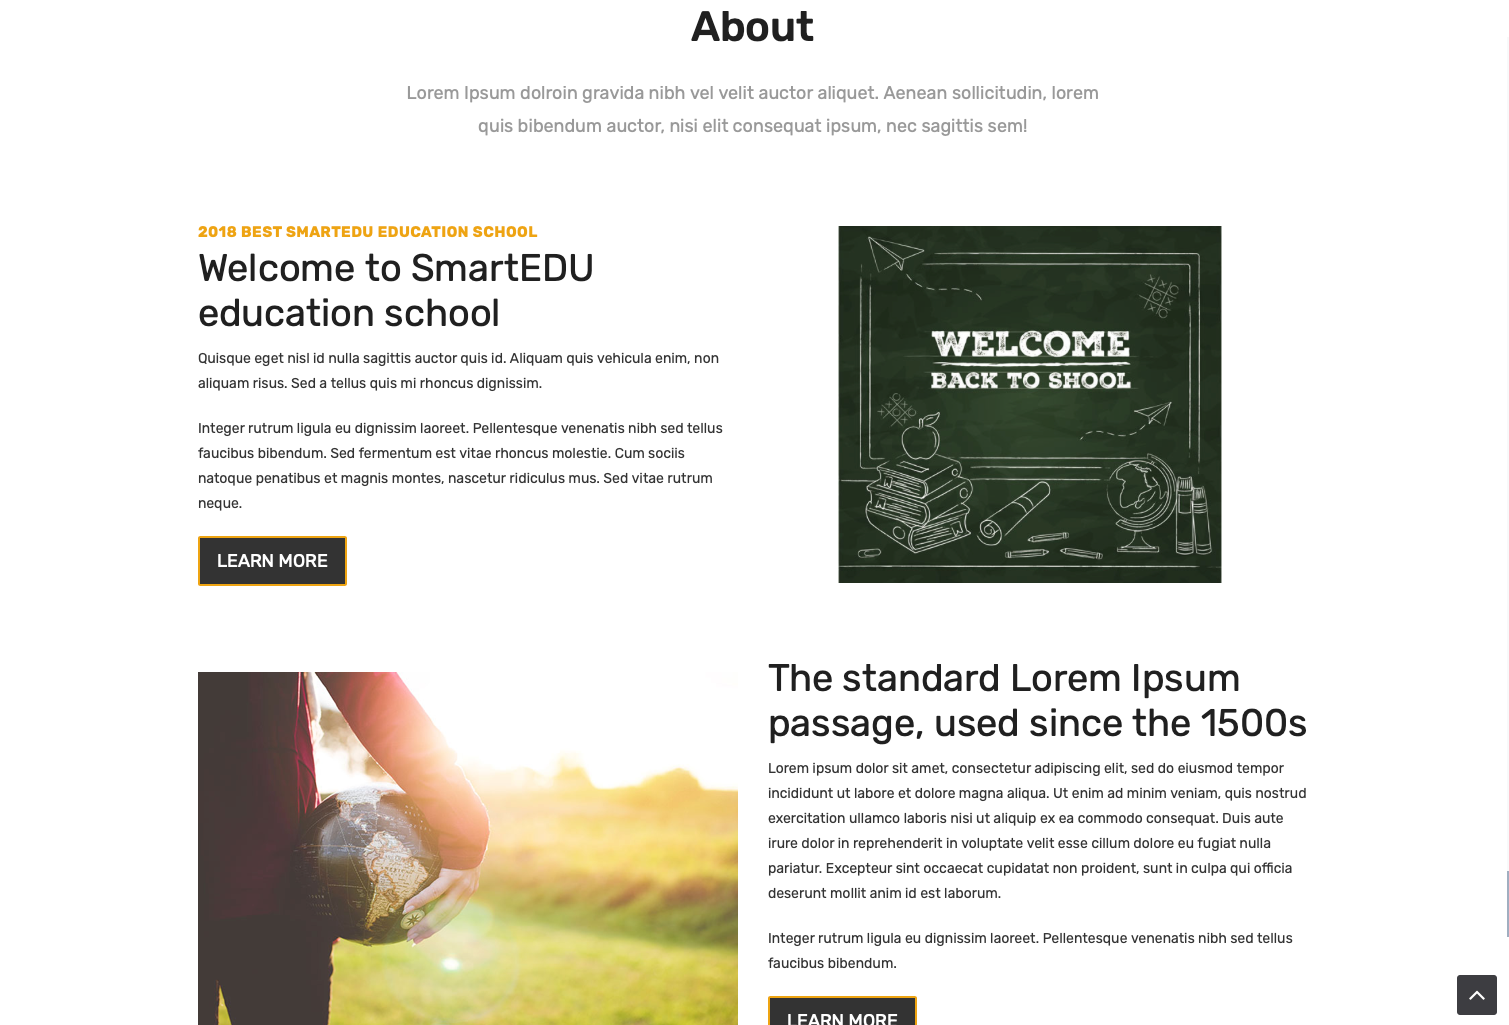 About
Lorem Ipsum dolroin gravida nibh vel velit auctor aliquet. Aenean sollicitudin, lorem
quis bibendum auctor, nisi elit consequat ipsum, nec sagittis sem!
2018 BEST SMARTEDU EDUCATION SCHOOL
Welcome to SmartEDU
education school
Quisque eget nisl id nulla sagittis auctor quis id. Aliquam quis vehicula enim, non
aliquam risus. Sed a tellus quis mi rhoncus dignissim.
Integer rutrum ligula eu dignissim laoreet. Pellentesque venenatis nibh sed tellus
faucibus bibendum. Sed fermentum est vitae rhoncus molestie. Cum sociis
natoque penatibus et magnis montes, nascetur ridiculus mus. Sed vitae rutrum
neque.
LEARN MORE
WELCOME
BACK TO SHOOL
The standard Lorem Ipsum
passage, used since the 1500s
Lorem ipsum dolor sit amet, consectetur adipiscing elit, sed do eiusmod tempor
incididunt ut labore et dolore magna aliqua. Ut enim ad minim veniam, quis nostrud
exercitation ullamco laboris nisi ut aliquip ex ea commodo consequat. Duis aute
irure dolor in reprehenderit in voluptate velit esse cillum dolore eu fugiat nulla
pariatur. Excepteur sint occaecat cupidatat non proident, sunt in culpa qui officia
deserunt mollit anim id est laborum.
Integer rutrum ligula eu dignissim laoreet. Pellentesque venenatis nibh sed tellus
faucibus bibendum.
LEARN MORE